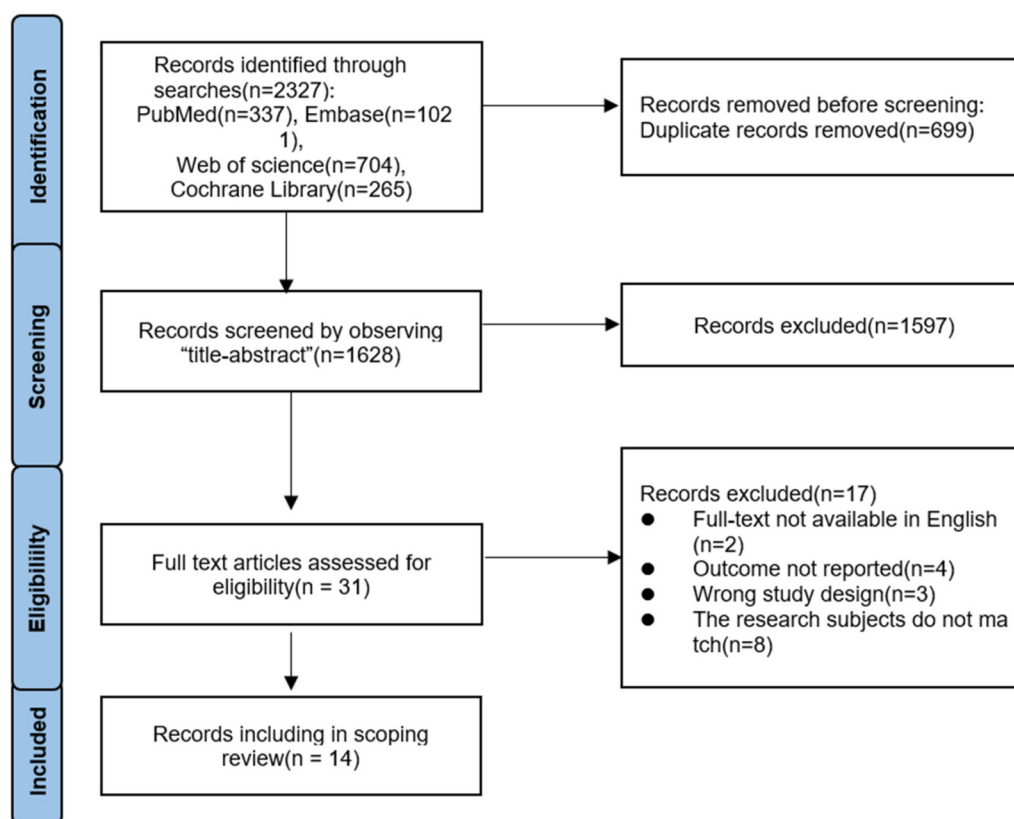 Identification
Records identified through
searches(n=2327):
PubMed(n=337), Embase(n=102
1),
Web of science(n=704),
Cochrane Library(n=265)
Records removed before screening:
Duplicate records removed(n=699)
Screening
Records screened by observing
“title-abstract”(n=1628)
Records excluded(n=1597)
Eligibiliilty
Full text articles assessed for
eligibility(n = 31)
Records excluded(n=17)
● Full-text not available in English
(n=2)
● Outcome not reported(n=4)
● Wrong study design(n=3)
● The research subjects do not ma
tch(n=8)
Included
Records including in scoping
review(n = 14)